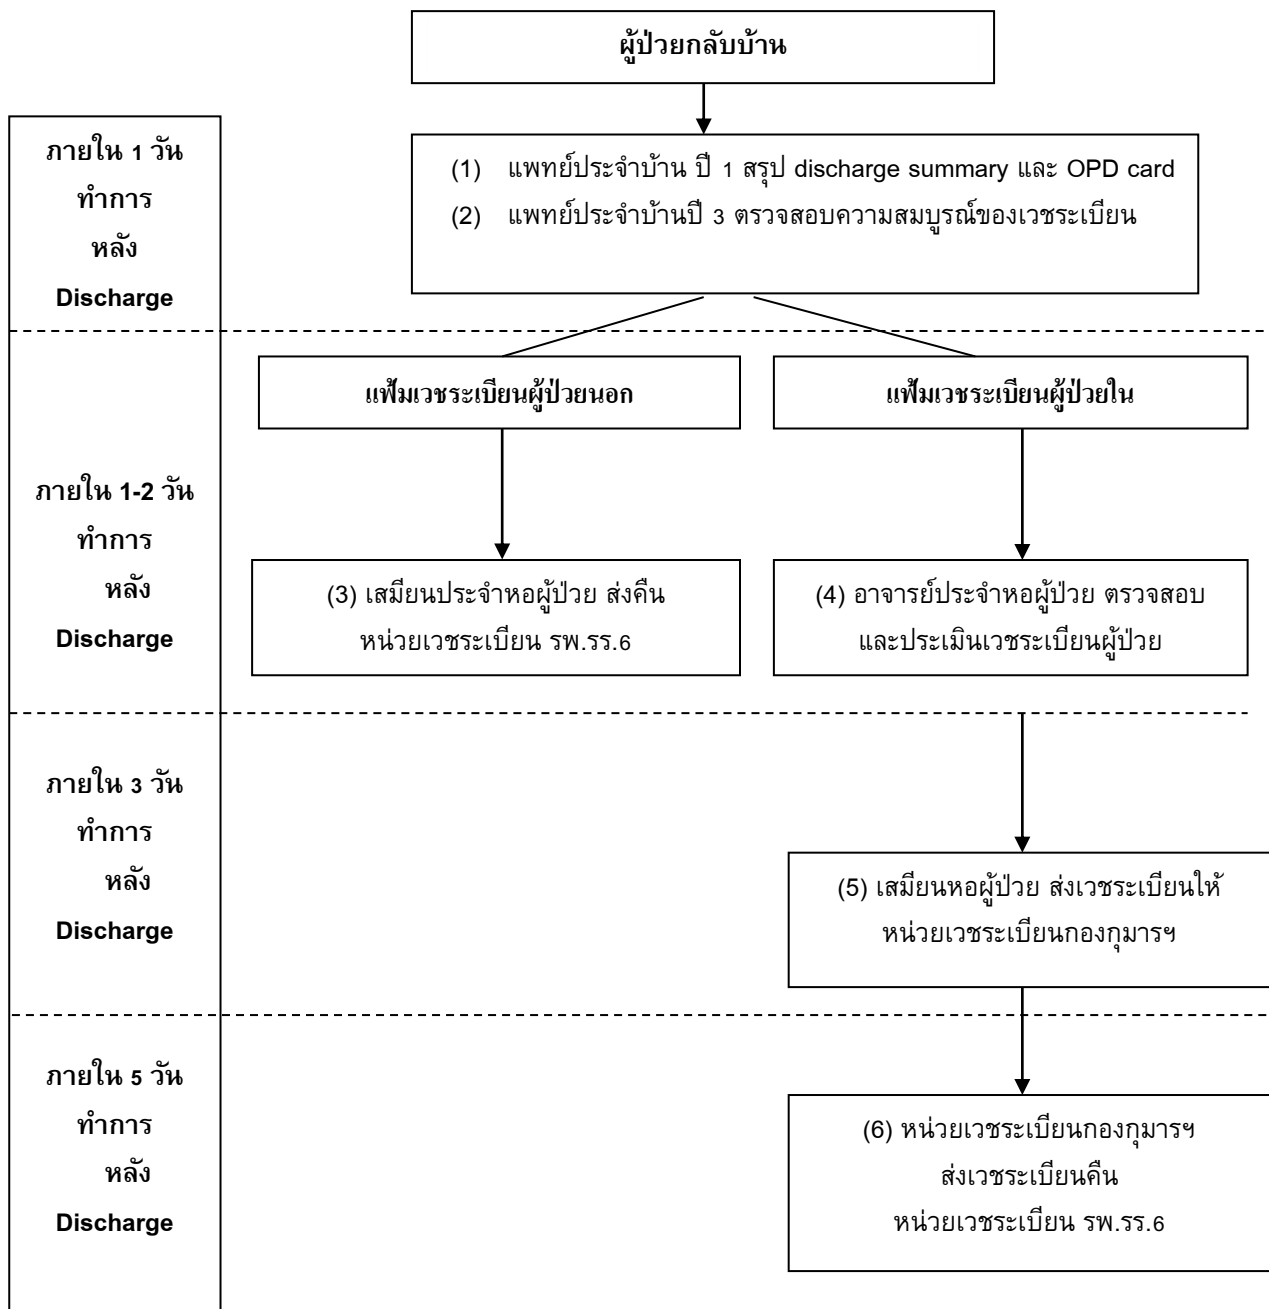 ผู้ป่วยกลับบ้าน
ภายใน 1 วัน
ทำการ
หลัง
Discharge
(1) แพทย์ประจำบ้าน ปี 1 สรุป discharge summary และ OPD card
(2) แพทย์ประจำบ้านปี 3 ตรวจสอบความสมบูรณ์ของเวชระเบียน
แฟ้มเวชระเบียนผู้ป่วยนอก
แฟ้มเวชระเบียนผู้ป่วยใน
ภายใน 1-2 วัน
ทำการ
หลัง
Discharge
(3) เสมียนประจำหอผู้ป่วย ส่งคืน
หน่วยเวชระเบียน รพ.รร.6
(4) อาจารย์ประจำหอผู้ป่วย ตรวจสอบ
และประเมินเวชระเบียนผู้ป่วย
ภายใน 3 วัน
ทำการ
หลัง
Discharge
(5) เสมียนหอผู้ป่วย ส่งเวชระเบียนให้
หน่วยเวชระเบียนกองกุมารฯ
ภายใน 5 วัน
ทำการ
หลัง
Discharge
(6) หน่วยเวชระเบียนกองกุมารฯ
ส่งเวชระเบียนคืน
หน่วยเวชระเบียน รพ.รร.6